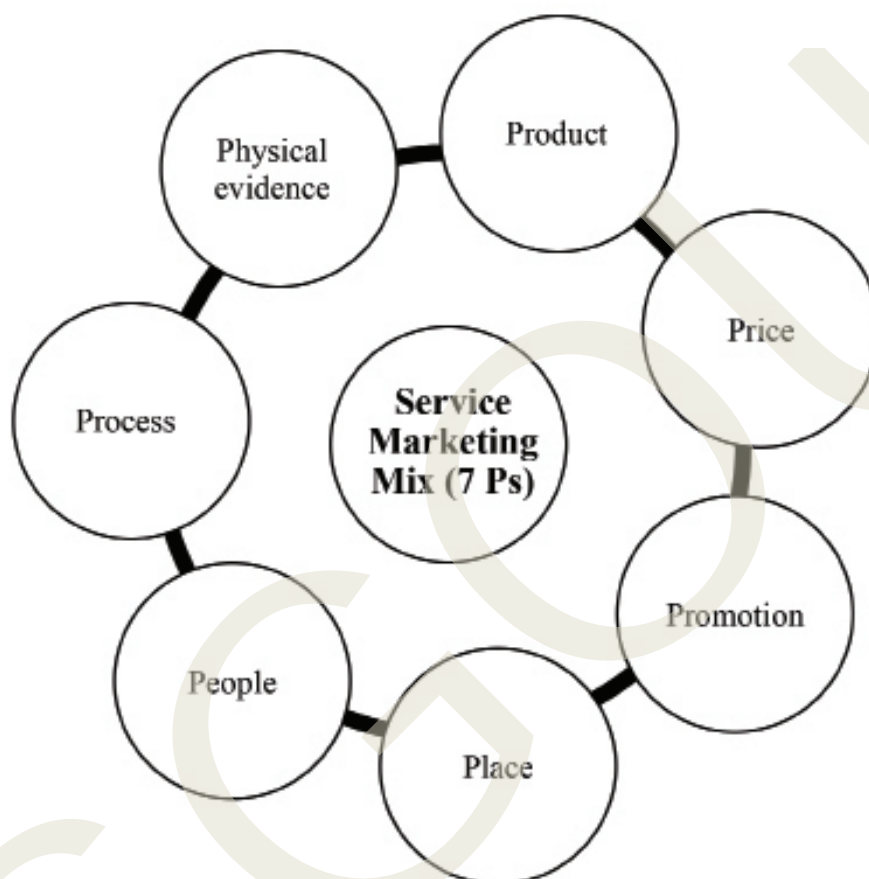 Physical
evidence
Product
Price
Promotion
Place
People
Process
Service
Marketing
Mix (7 Ps)